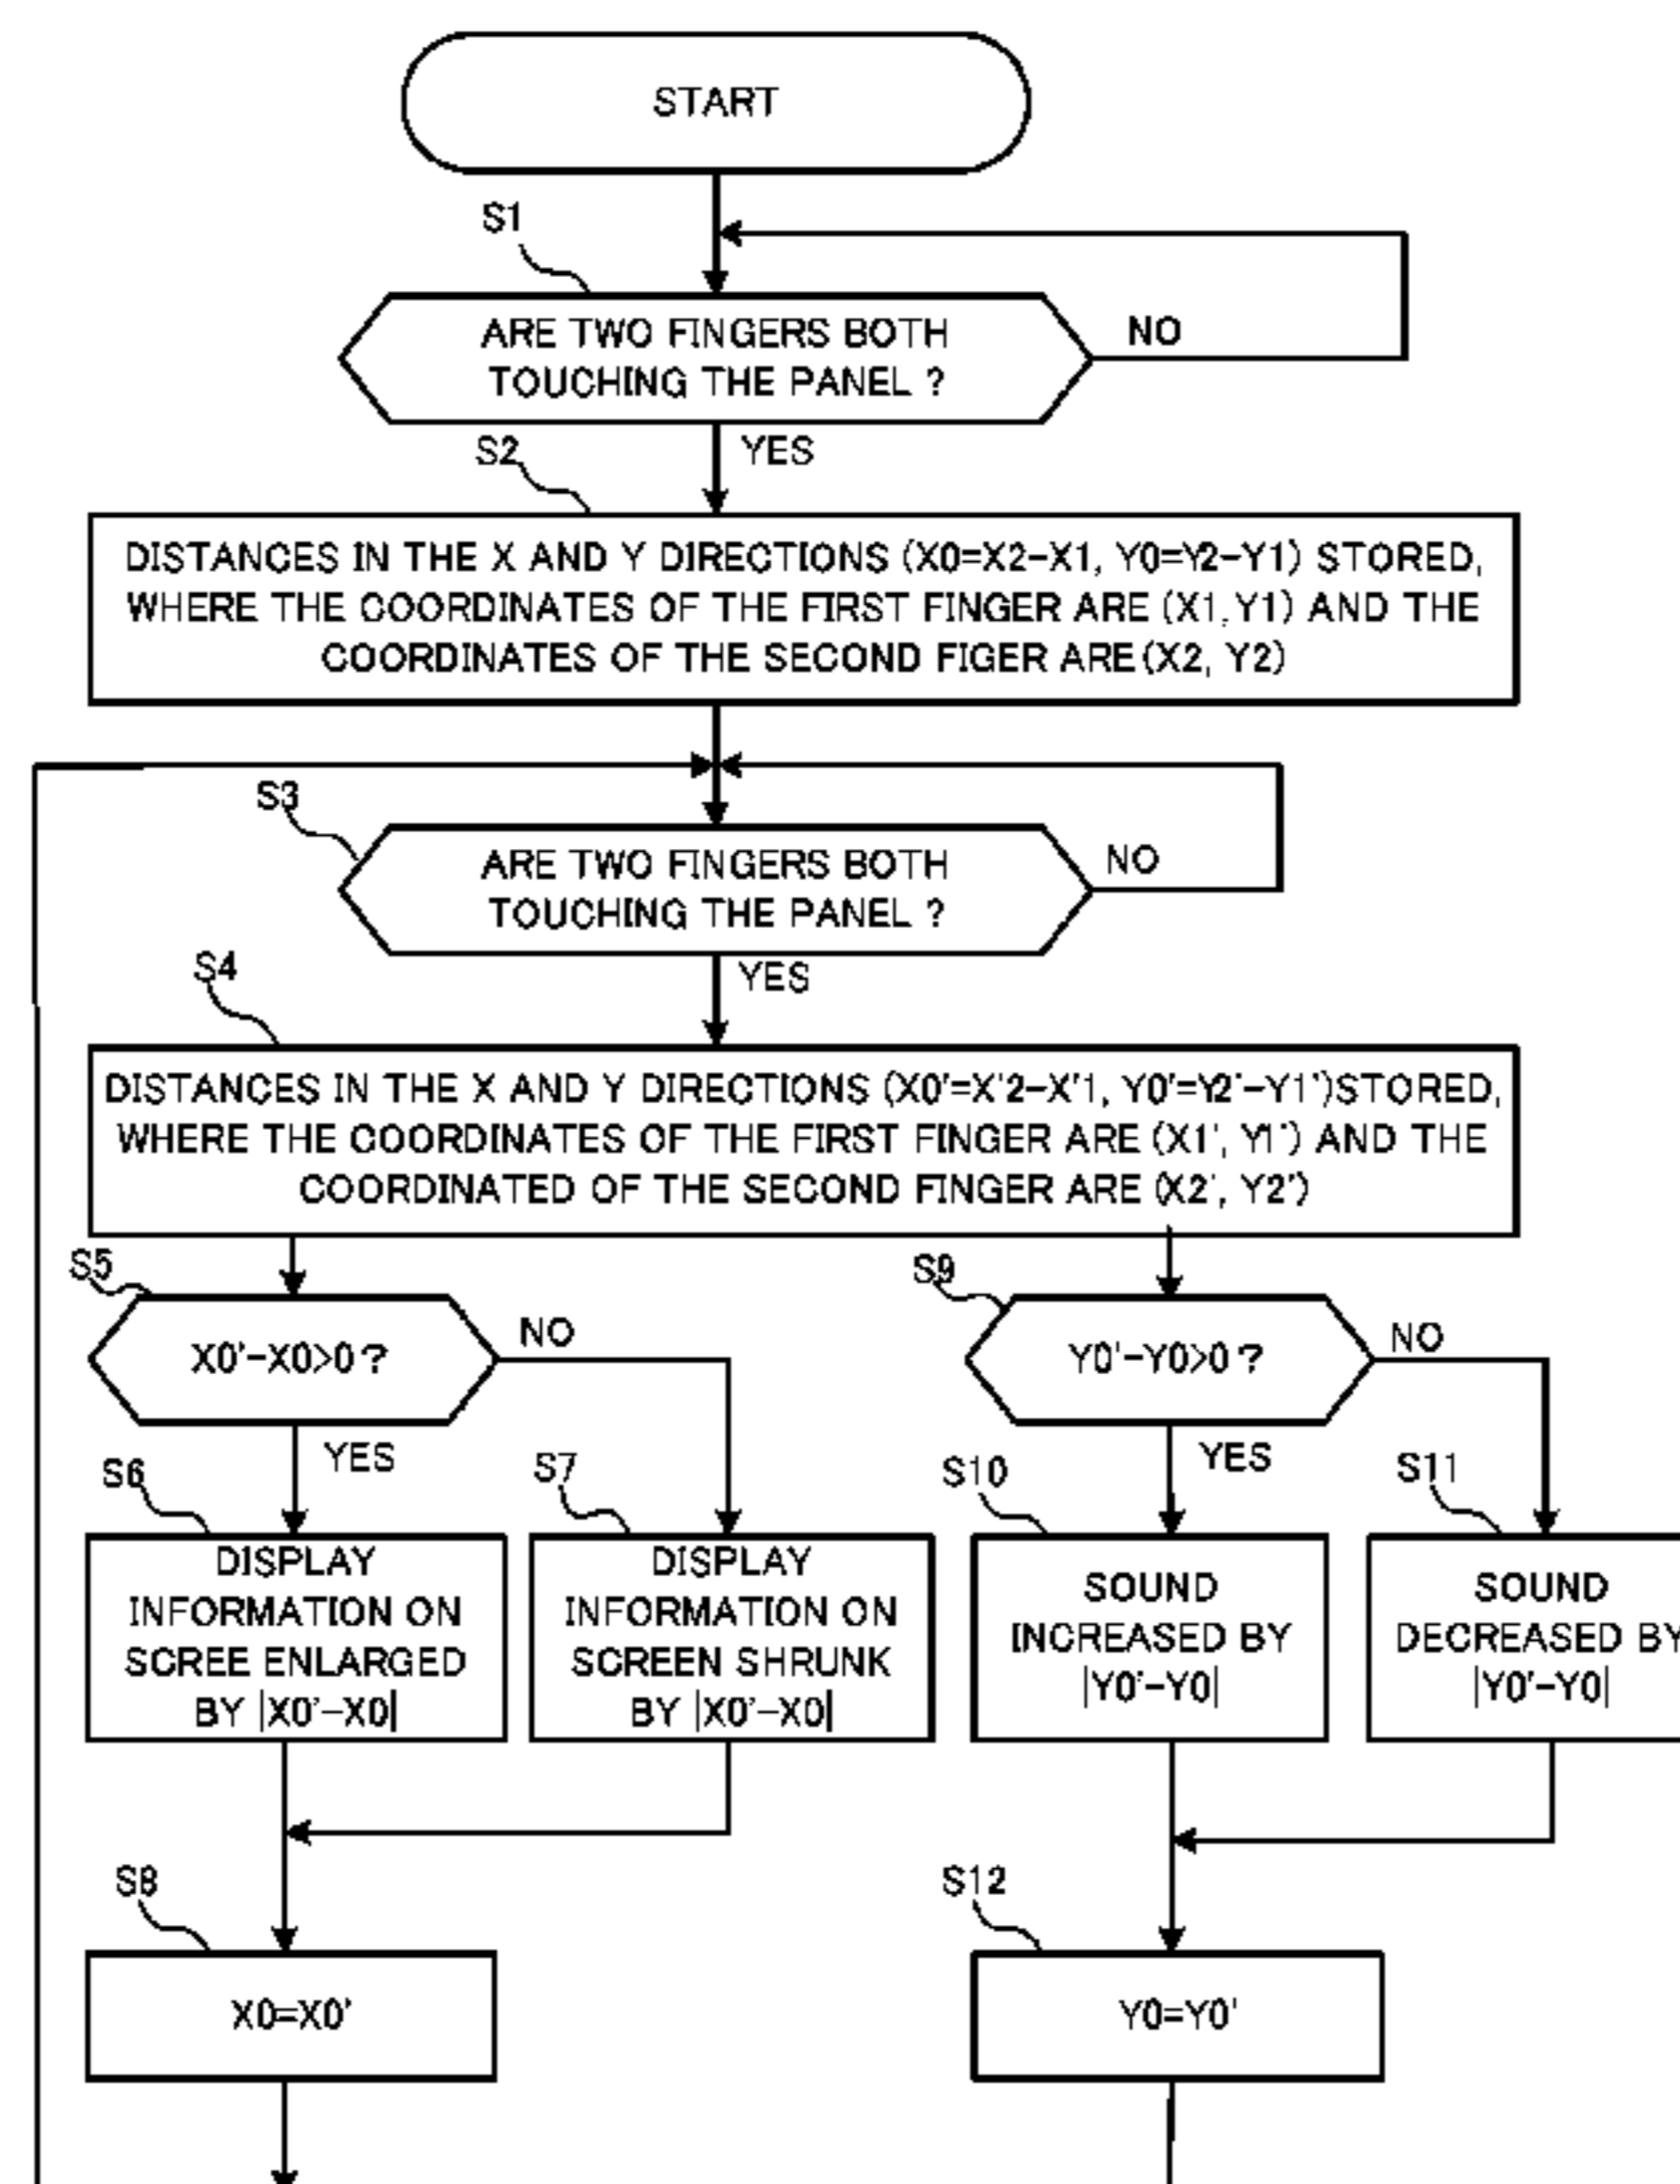 START
S1
ARE TWO FINGERS BOTH
TOUCHING THE PANEL ?
NO
S2
YES
DISTANCES IN THE X AND Y DIRECTIONS (X0=X2-X1, Y0=Y2-Y1) STORED,
WHERE THE COORDINATES OF THE FIRST FINGER ARE (X1,Y1) AND THE
COORDINATES OF THE SECOND FIGER ARE (X2, Y2)
S3
ARE TWO FINGERS BOTH
TOUCHING THE PANEL ?
NO
S4
YES
DISTANCES IN THE X AND Y DIRECTIONS (X0'=X'2-X'1, Y0'=Y2'-Y1')STORED,
WHERE THE COORDINATES OF THE FIRST FINGER ARE (X1', Y1') AND THE
COORDINATED OF THE SECOND FINGER ARE (X2', Y2')
S5
X0'-X0>0 ?
NO
S9
Y0'-Y0>0 ?
NO
YES
YES
S6
DISPLAY
INFORMATION ON
SCREE ENLARGED
BY |X0'-X0|
S7
DISPLAY
INFORMATION ON
SCREEN SHRUNK
BY |X0'-X0|
S10
SOUND
INCREASED BY
|Y0'-Y0|
S11
SOUND
DECREASED BY
|Y0'-Y0|
S8
X0=X0'
S12
Y0=Y0'